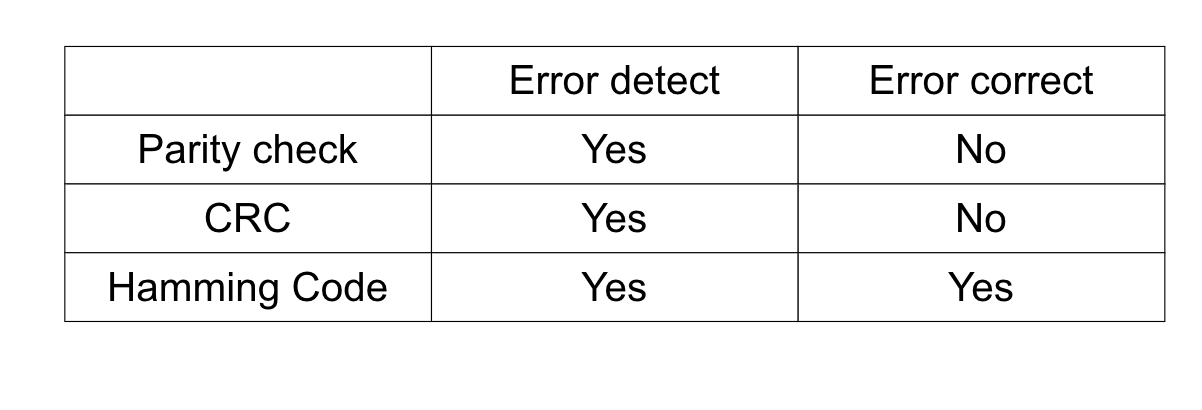 Error detect Error correct
Parity check Yes No
CRC Yes No
Hamming Code Yes Yes